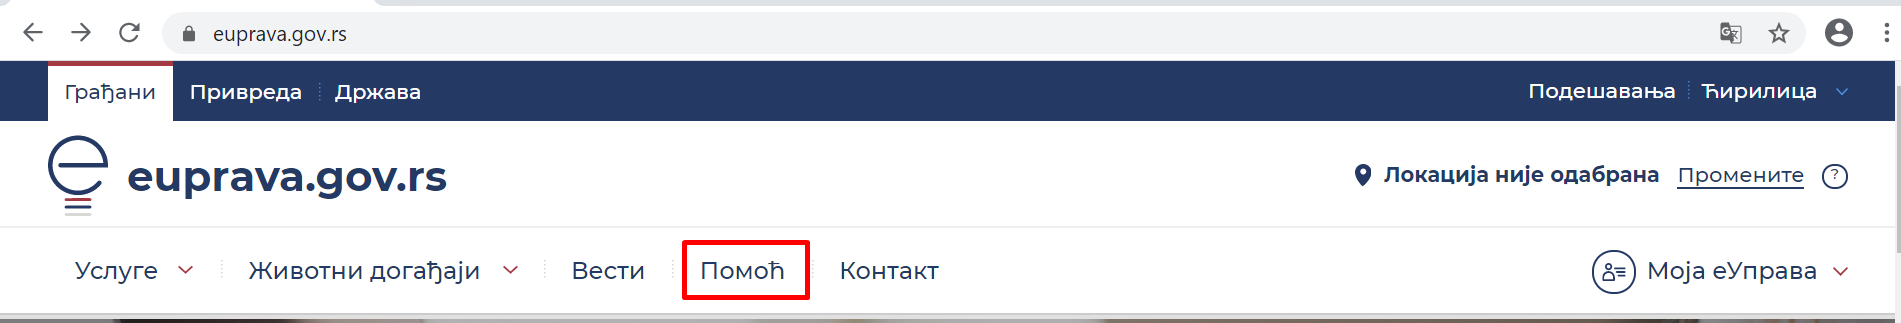 euprava.gov.rs
Грађани Привреда Држава Подешавања Ћирилица
euprava.gov.rs Локација није одабрана Промените ?
Услуге Животни догађаји Вести Помоћ Контакт Моја еУправа